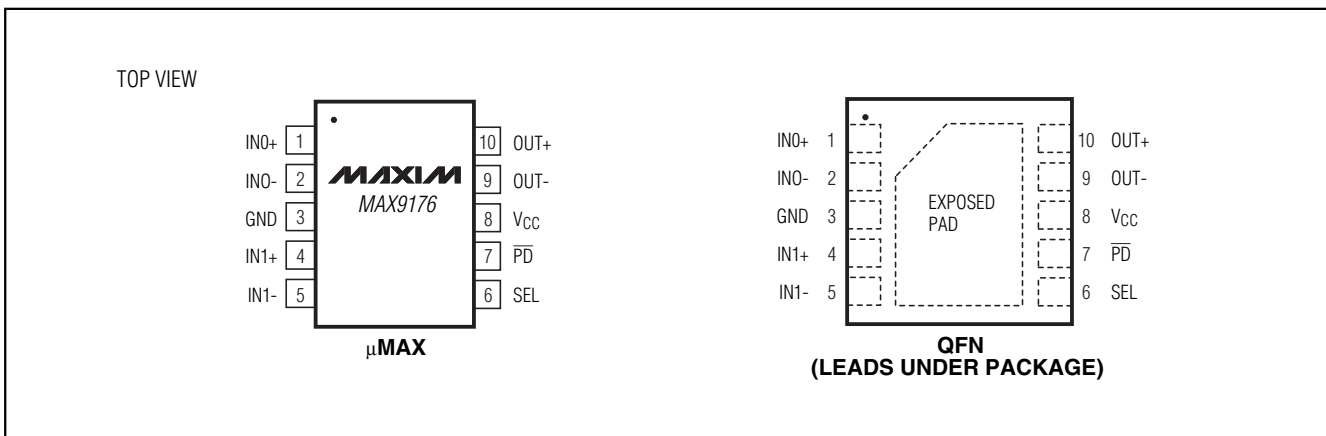 TOP VIEW
IN0+ 1
IN0- 2
GND 3
IN1+ 4
IN1- 5
MAXIM
MAX9176
10 OUT+
9 OUT-
8 VCC
7 P̅D̅
6 SEL
µMAX
IN0+ 1
IN0- 2
GND 3
IN1+ 4
IN1- 5
EXPOSED
PAD
10 OUT+
9 OUT-
8 VCC
7 P̅D̅
6 SEL
QFN
(LEADS UNDER PACKAGE)